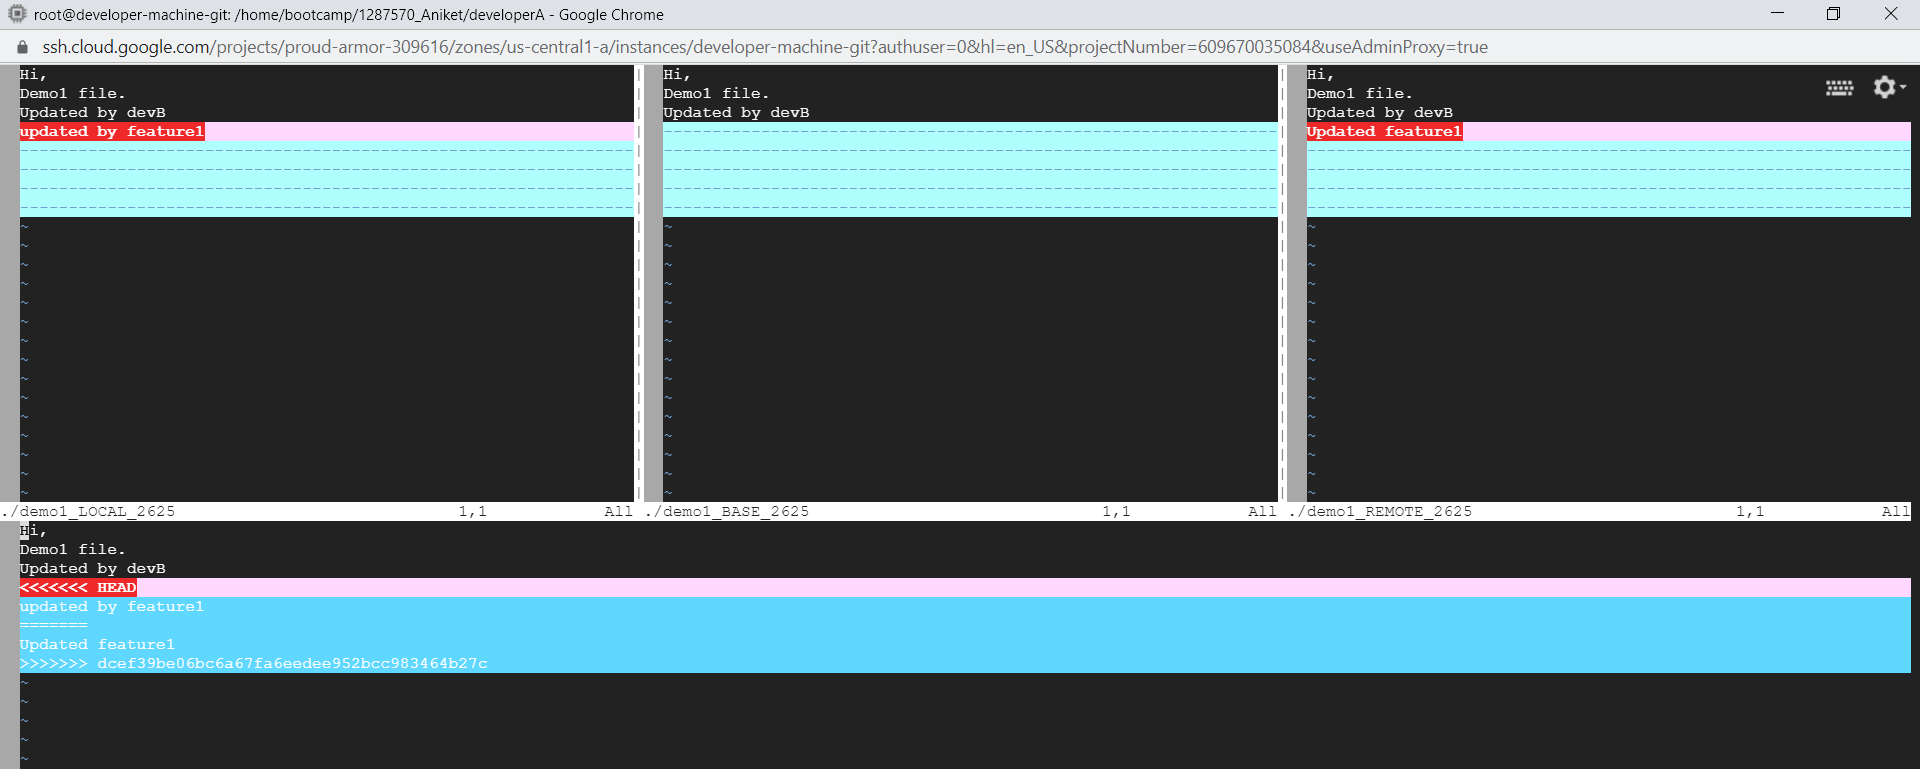 root@developer-machine-git: /home/bootcamp/1287570_Aniket/developerA - Google Chrome
ssh.cloud.google.com/projects/proud-armor-309616/zones/us-central1-a/instances/developer-machine-git?authuser=0&hl=en_US&projectNumber=609670035084&useAdminProxy=true
Hi,
Demo1 file.
Updated by devB
updated by feature1
Hi,
Demo1 file.
Updated by devB
Hi,
Demo1 file.
Updated by devB
Updated feature1
./demo1_LOCAL_2625 1,1 All
./demo1_BASE_2625 1,1 All
./demo1_REMOTE_2625 1,1 All
Hi,
Demo1 file.
Updated by devB
<<<<<<< HEAD
updated by feature1
=======
Updated feature1
>>>>>>> dcef39be06bc6a67fa6eedee952bcc983464b27c